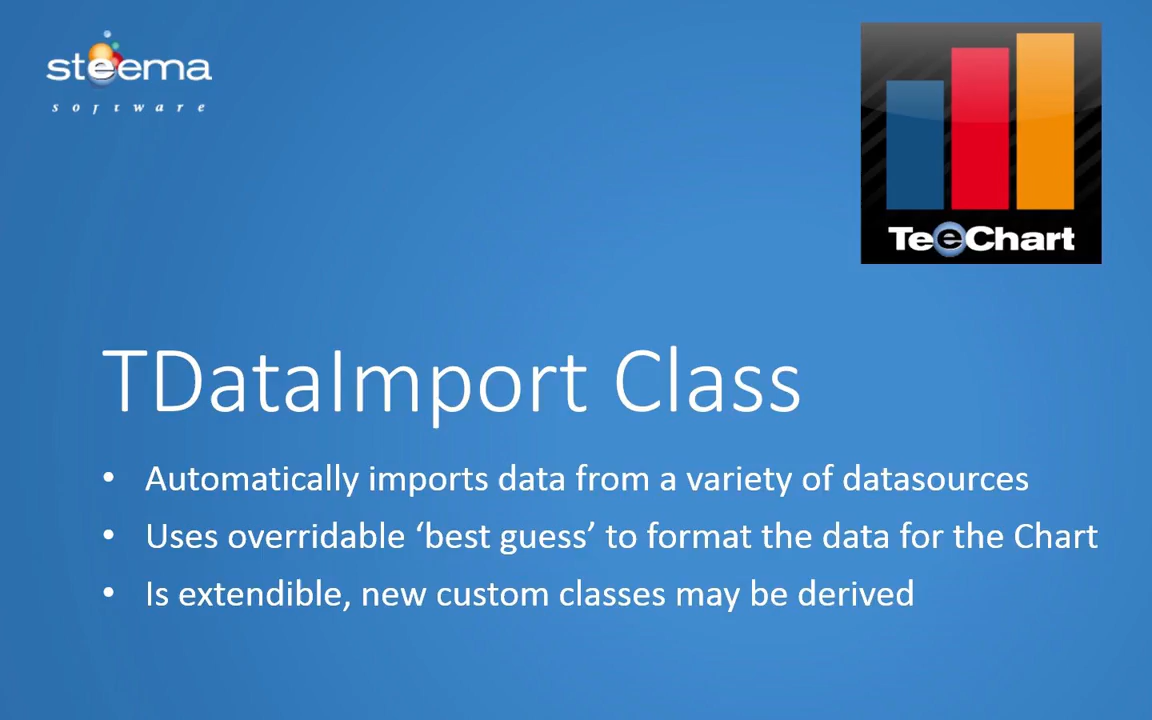 steema
software
TeeChart
TDataImport Class
• Automatically imports data from a variety of datasources
• Uses overridable ‘best guess’ to format the data for the Chart
• Is extendible, new custom classes may be derived